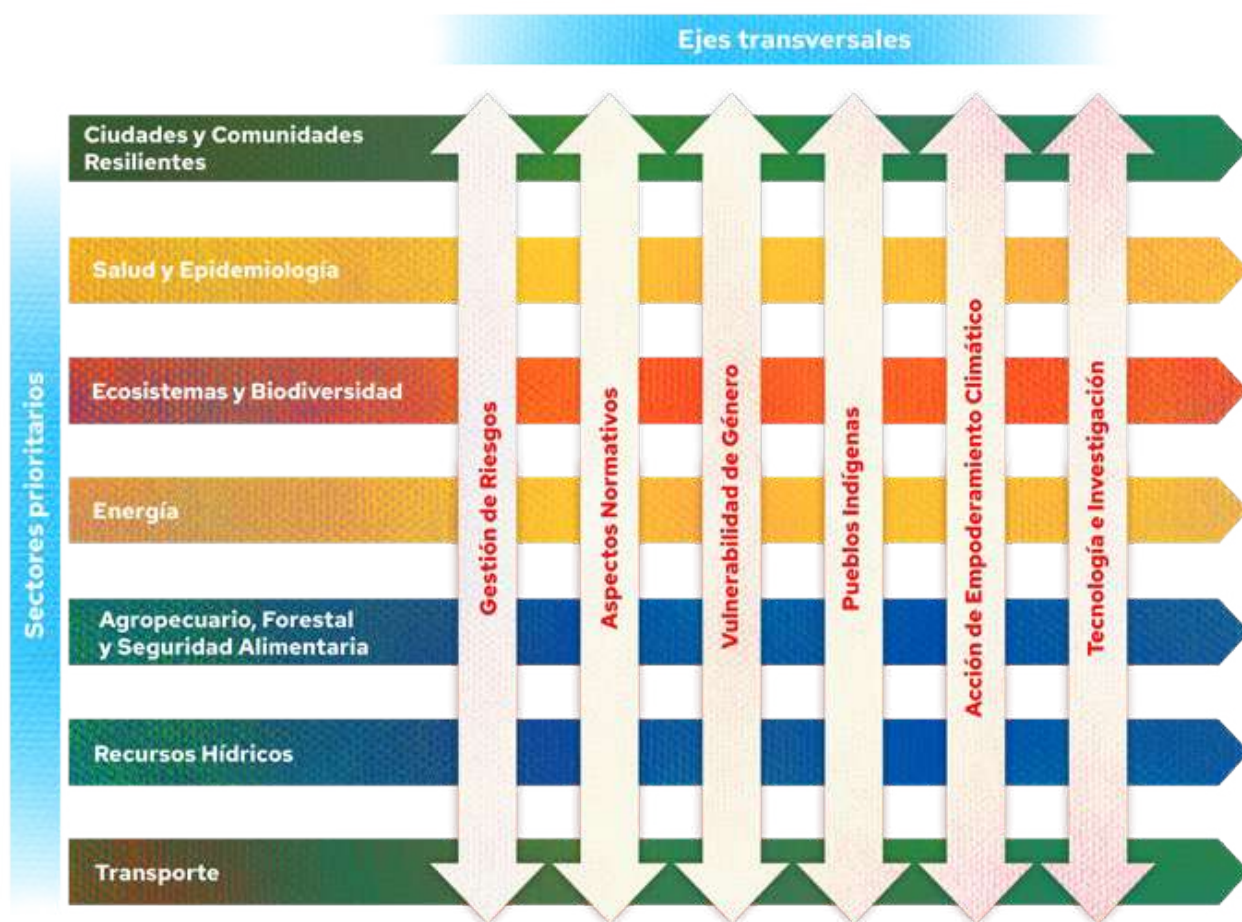 Ejes transversales
Sectores prioritarios
Ciudades y Comunidades
Resilientes
Salud y Epidemiología
Ecosistemas y Biodiversidad
Energía
Agropecuario, Forestal
y Seguridad Alimentaria
Recursos Hídricos
Transporte
Gestión de Riesgos
Aspectos Normativos
Vulnerabilidad de Género
Pueblos Indígenas
Acción de Empoderamiento Climático
Tecnología e Investigación